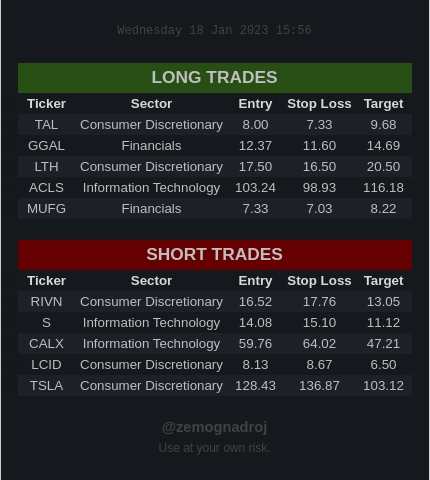 Wednesday 18 Jan 2023 15:56
LONG TRADES
Ticker Sector Entry Stop Loss Target
TAL Consumer Discretionary 8.00 7.33 9.68
GGAL Financials 12.37 11.60 14.69
LTH Consumer Discretionary 17.50 16.50 20.50
ACLS Information Technology 103.24 98.93 116.18
MUFG Financials 7.33 7.03 8.22
SHORT TRADES
Ticker Sector Entry Stop Loss Target
RIVN Consumer Discretionary 16.52 17.76 13.05
S Information Technology 14.08 15.10 11.12
CALX Information Technology 59.76 64.02 47.21
LCID Consumer Discretionary 8.13 8.67 6.50
TSLA Consumer Discretionary 128.43 136.87 103.12
@zemognadroj
Use at your own risk.